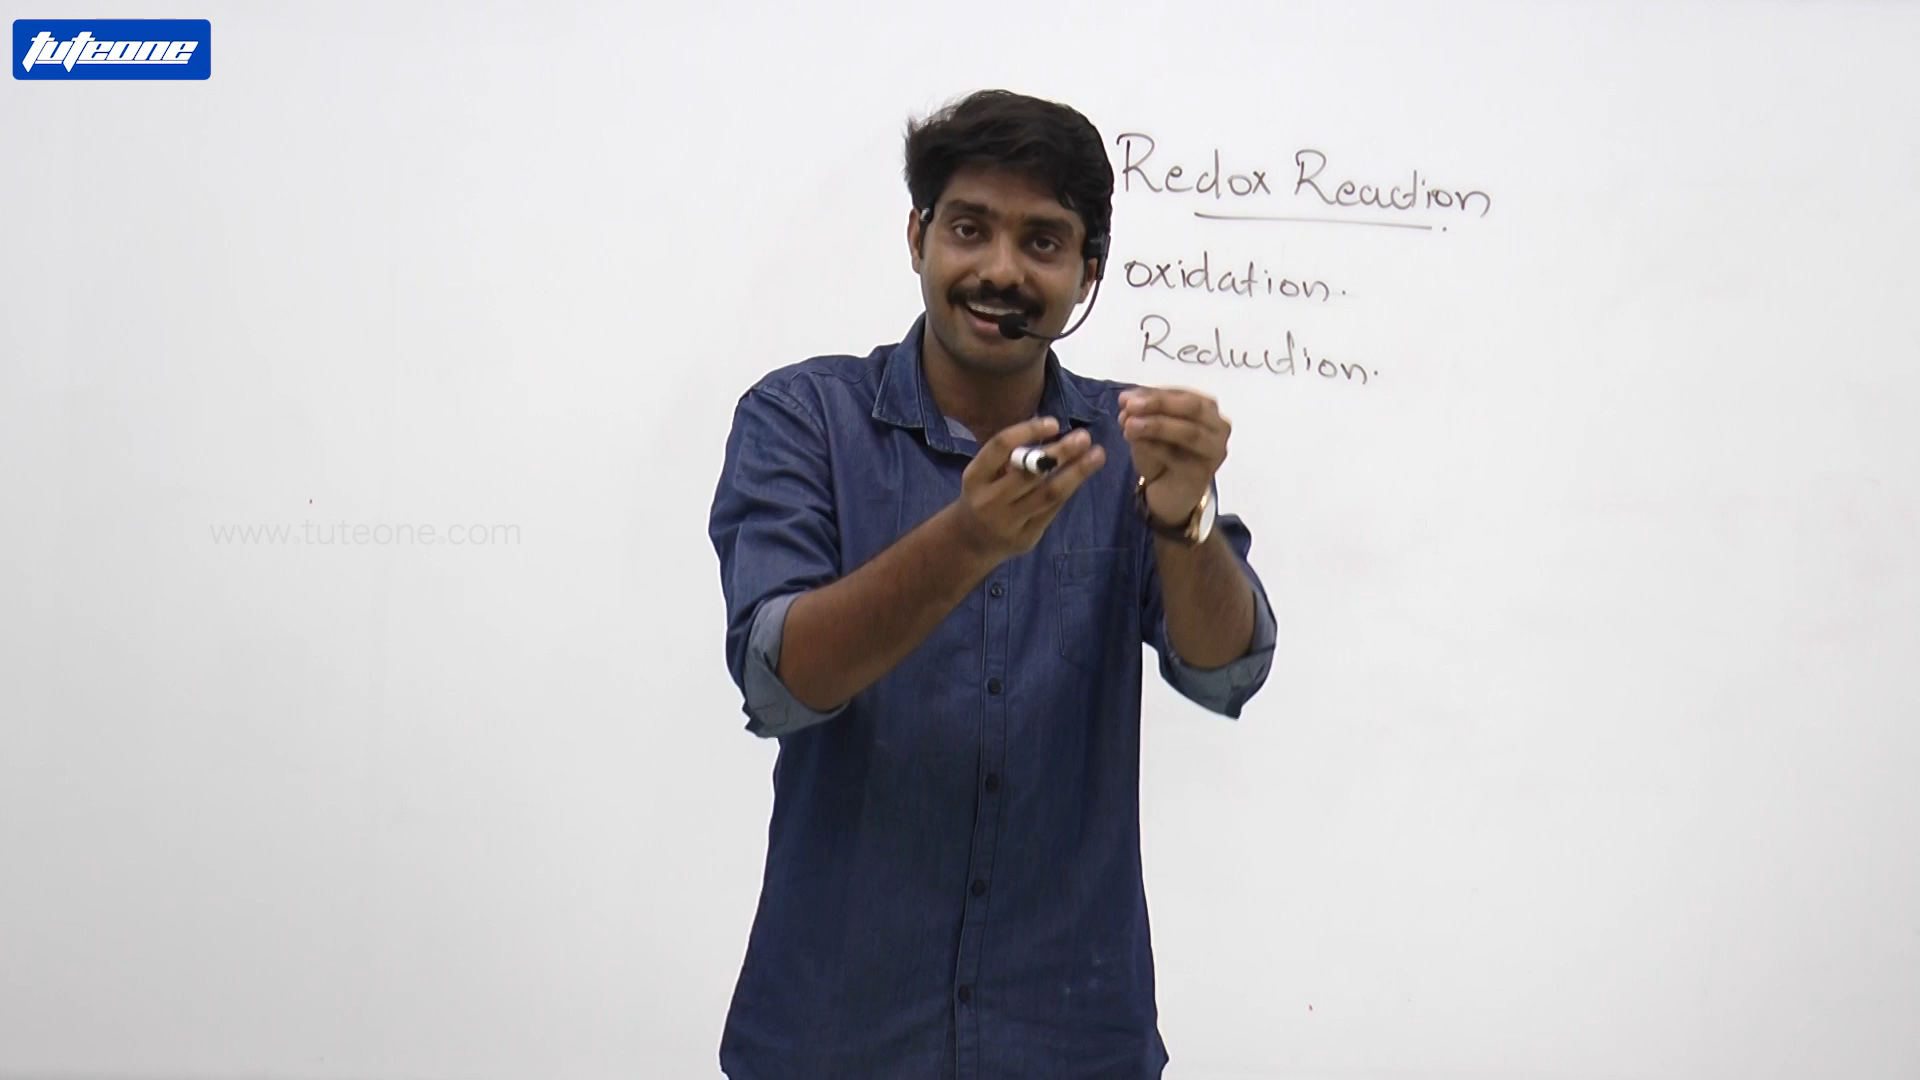 tuteone
Redox Reaction
oxidation.
Reduction.
www.tuteone.com